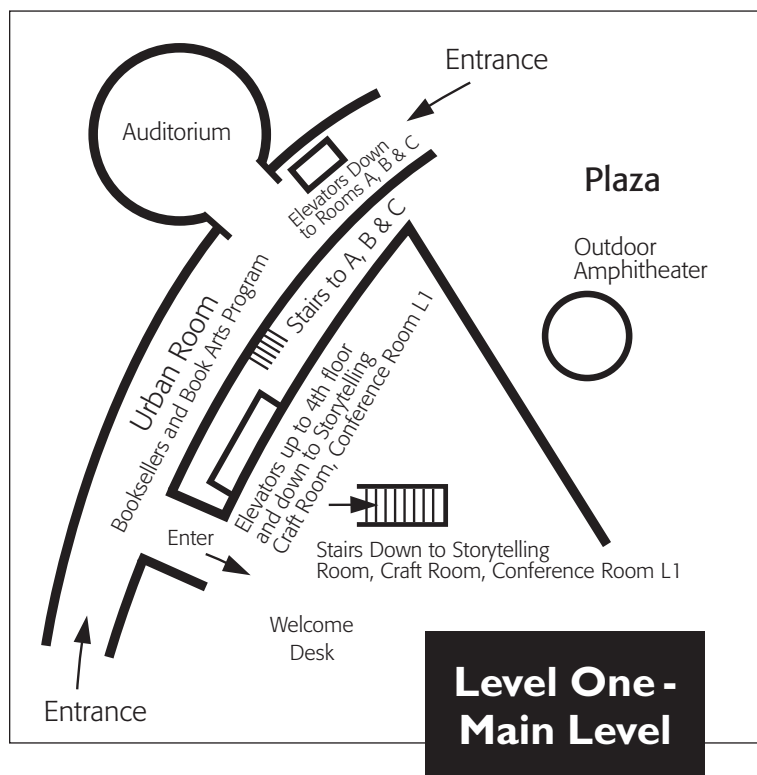 Entrance
Auditorium
Elevators Down
to Rooms A, B & C
Plaza
Outdoor
Amphitheater
Stairs to A, B & C
Urban Room
Booksellers and Book Arts Program
Elevators up to 4th floor
and down to Storytelling
Craft Room, Conference Room L1
Enter
Stairs Down to Storytelling
Room, Craft Room, Conference Room L1
Welcome
Desk
Entrance
Level One -
Main Level